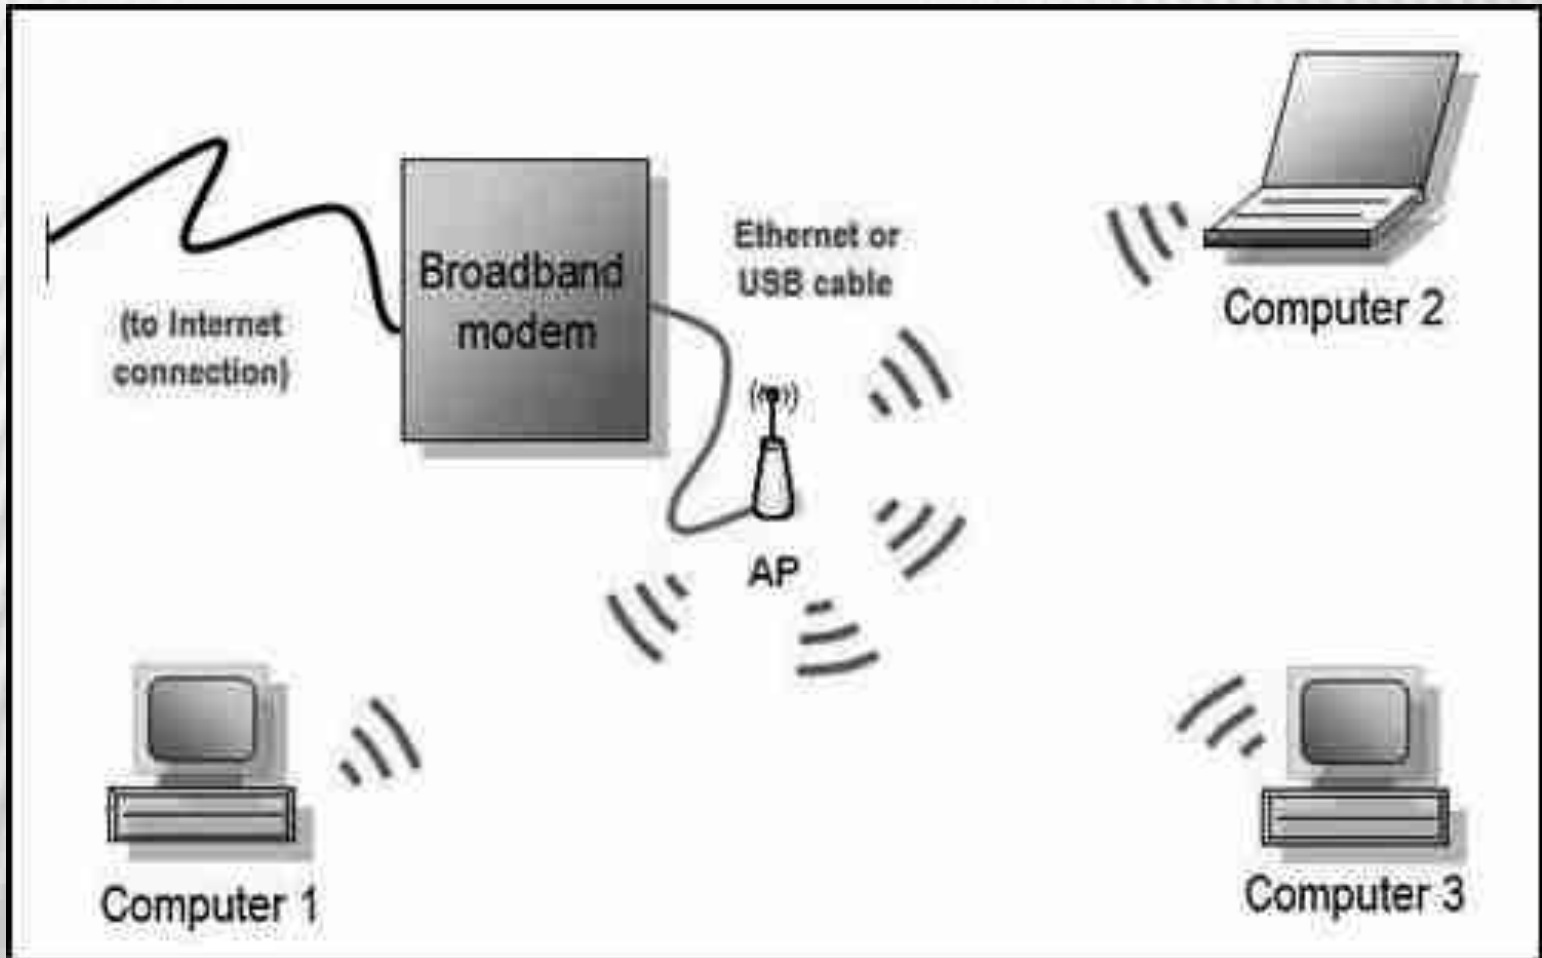 (to Internet
connection)
Broadband
modem
Ethernet or
USB cable
AP
Computer 2
Computer 1
Computer 3